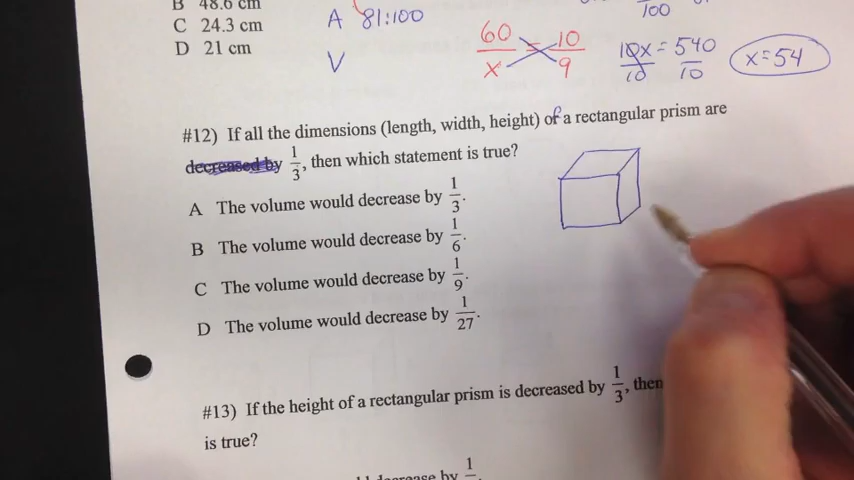 B 48.6 cm
C 24.3 cm
D 21 cm
A 81:100
V
60/x = 10/9
100
10x = 540
10 10
x = 54
#12) If all the dimensions (length, width, height) of a rectangular prism are
decreased by 1/3, then which statement is true?
A The volume would decrease by 1/3.
B The volume would decrease by 1/6.
C The volume would decrease by 1/9.
D The volume would decrease by 1/27.
#13) If the height of a rectangular prism is decreased by 1/3, then
is true?
decrease by 1